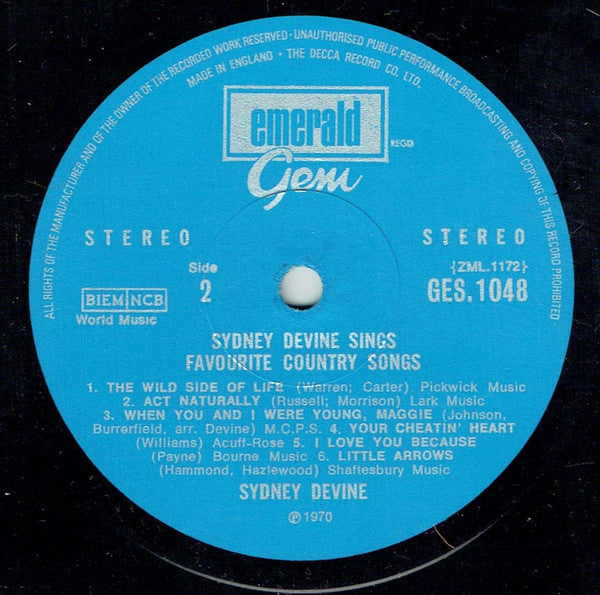 ALL RIGHTS OF THE MANUFACTURER AND OF THE OWNER OF THE RECORDED WORK RESERVED · UNAUTHORISED PUBLIC PERFORMANCE BROADCASTING AND COPYING OF THIS RECORD PROHIBITED
MADE IN ENGLAND · THE DECCA RECORD CO. LTD.
emerald
REGD
Gem
STEREO STEREO
Side
2
{ZML.1172}
GES.1048
BIEM NCB
World Music
SYDNEY DEVINE SINGS
FAVOURITE COUNTRY SONGS
1. THE WILD SIDE OF LIFE (Warren; Carter) Pickwick Music
2. ACT NATURALLY (Russell; Morrison) Lark Music
3. WHEN YOU AND I WERE YOUNG, MAGGIE (Johnson,
Burrerfield, arr. Devine) M.C.P.S. 4. YOUR CHEATIN' HEART
(Williams) Acuff-Rose 5. I LOVE YOU BECAUSE
(Payne) Bourne Music 6. LITTLE ARROWS
(Hammond, Hazlewood) Shaftesbury Music
SYDNEY DEVINE
℗ 1970